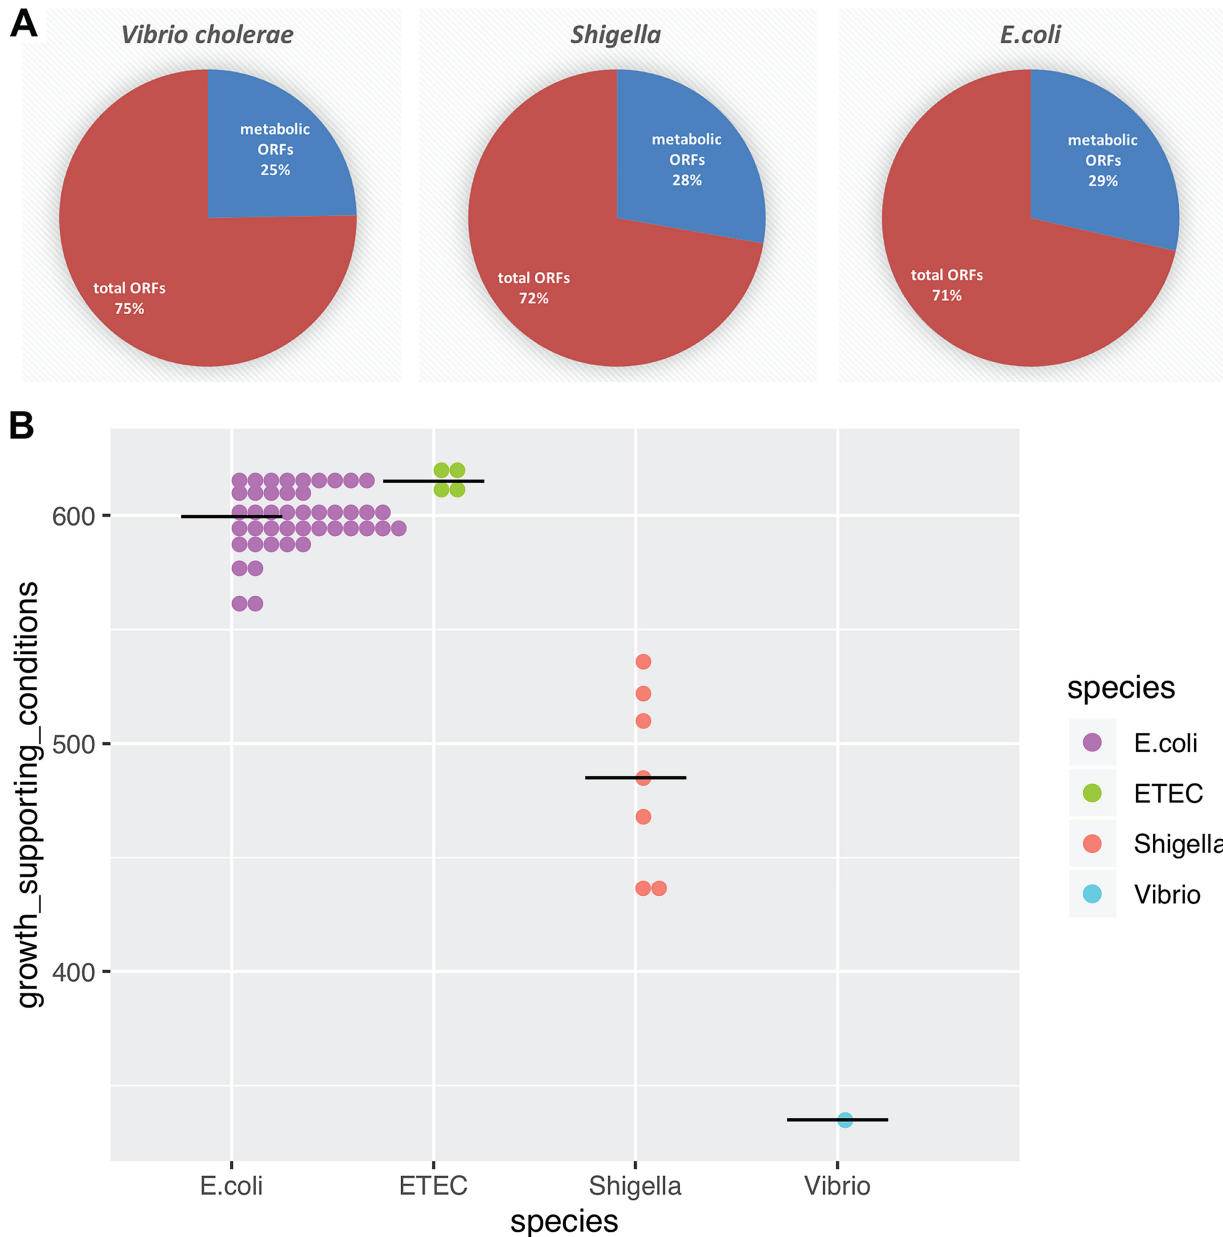 A
Vibrio cholerae
Shigella
E.coli
metabolic
ORFs
25%
total ORFs
75%
metabolic
ORFs
28%
total ORFs
72%
metabolic
ORFs
29%
total ORFs
71%
B
growth_supporting_conditions
600
500
400
E.coli
ETEC
Shigella
Vibrio
species
species
E.coli
ETEC
Shigella
Vibrio